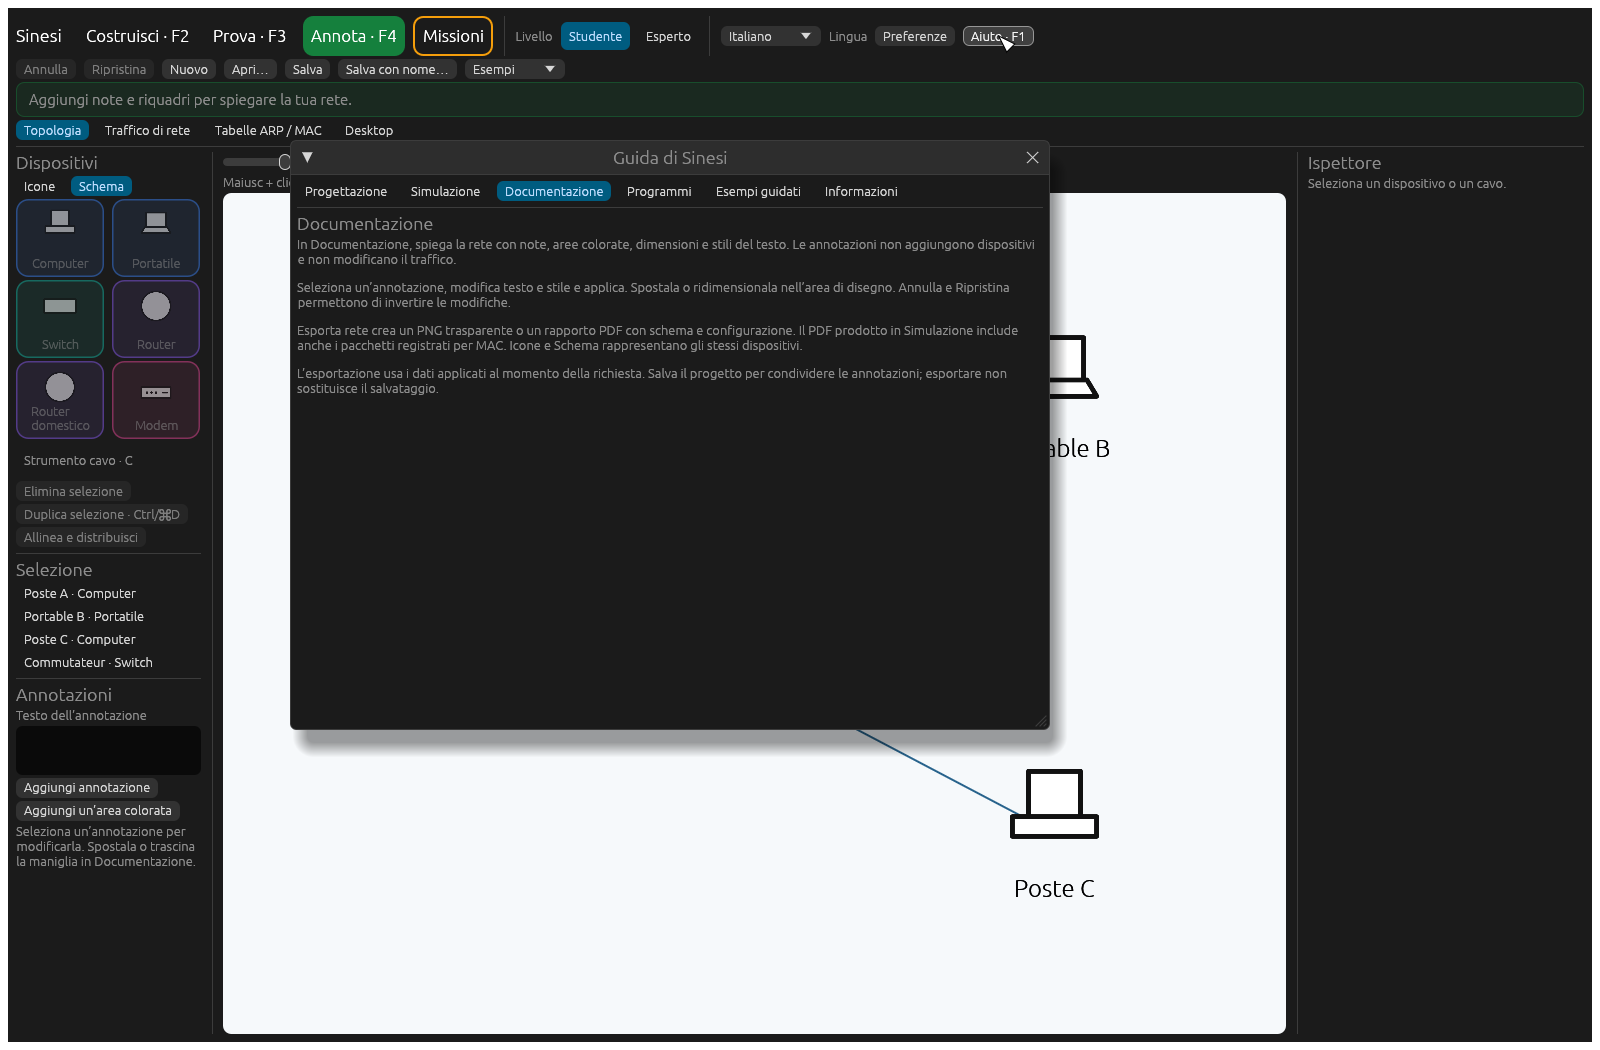 Sinesi
Costruisci · F2
Prova · F3
Annota · F4
Missioni
Livello
Studente
Esperto
Italiano
Lingua
Preferenze
Aiuto · F1
Annulla
Ripristina
Nuovo
Apri…
Salva
Salva con nome…
Esempi
Aggiungi note e riquadri per spiegare la tua rete.
Topologia
Traffico di rete
Tabelle ARP / MAC
Desktop
Dispositivi
Icone
Schema
Computer
Portatile
Switch
Router
Router
domestico
Modem
Strumento cavo · C
Elimina selezione
Duplica selezione · Ctrl/⌘D
Allinea e distribuisci
Selezione
Poste A · Computer
Portable B · Portatile
Poste C · Computer
Commutateur · Switch
Annotazioni
Testo dell’annotazione
Aggiungi annotazione
Aggiungi un’area colorata
Seleziona un’annotazione per
modificarla. Spostala o trascina
la maniglia in Documentazione.
Maiusc + cli
Guida di Sinesi
Progettazione
Simulazione
Documentazione
Programmi
Esempi guidati
Informazioni
Documentazione
In Documentazione, spiega la rete con note, aree colorate, dimensioni e stili del testo. Le annotazioni non aggiungono dispositivi
e non modificano il traffico.
Seleziona un’annotazione, modifica testo e stile e applica. Spostala o ridimensionala nell’area di disegno. Annulla e Ripristina
permettono di invertire le modifiche.
Esporta rete crea un PNG trasparente o un rapporto PDF con schema e configurazione. Il PDF prodotto in Simulazione include
anche i pacchetti registrati per MAC. Icone e Schema rappresentano gli stessi dispositivi.
L’esportazione usa i dati applicati al momento della richiesta. Salva il progetto per condividere le annotazioni; esportare non
sostituisce il salvataggio.
able B
Poste C
Ispettore
Seleziona un dispositivo o un cavo.